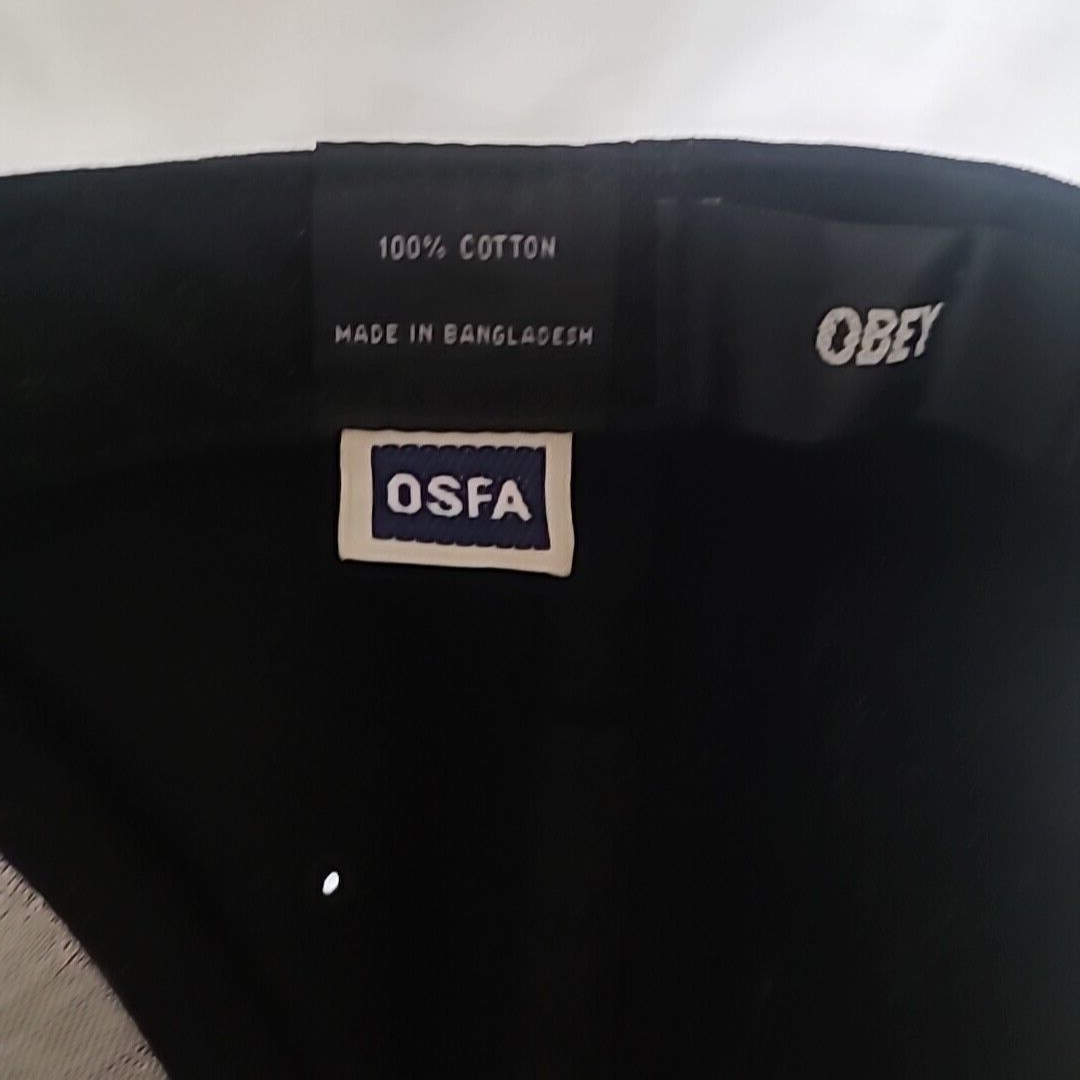 100% COTTON
MADE IN BANGLADESH
OBEY
OSFA